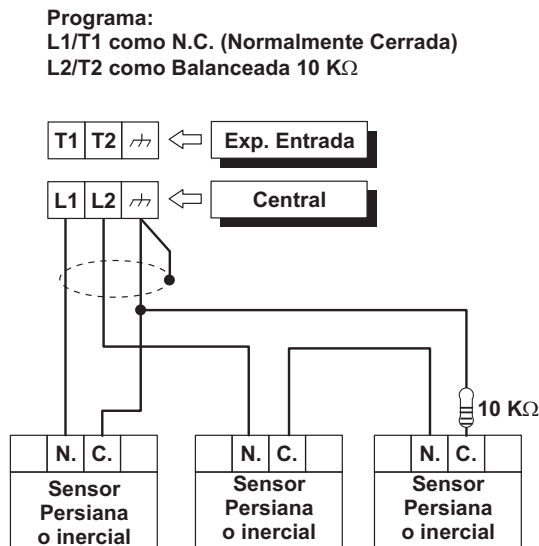 Programa:
L1/T1 como N.C. (Normalmente Cerrada)
L2/T2 como Balanceada 10 KΩ
T1 T2 Exp. Entrada
L1 L2 Central
10 KΩ
N. C.
Sensor
Persiana
o inercial
N. C.
Sensor
Persiana
o inercial
N. C.
Sensor
Persiana
o inercial